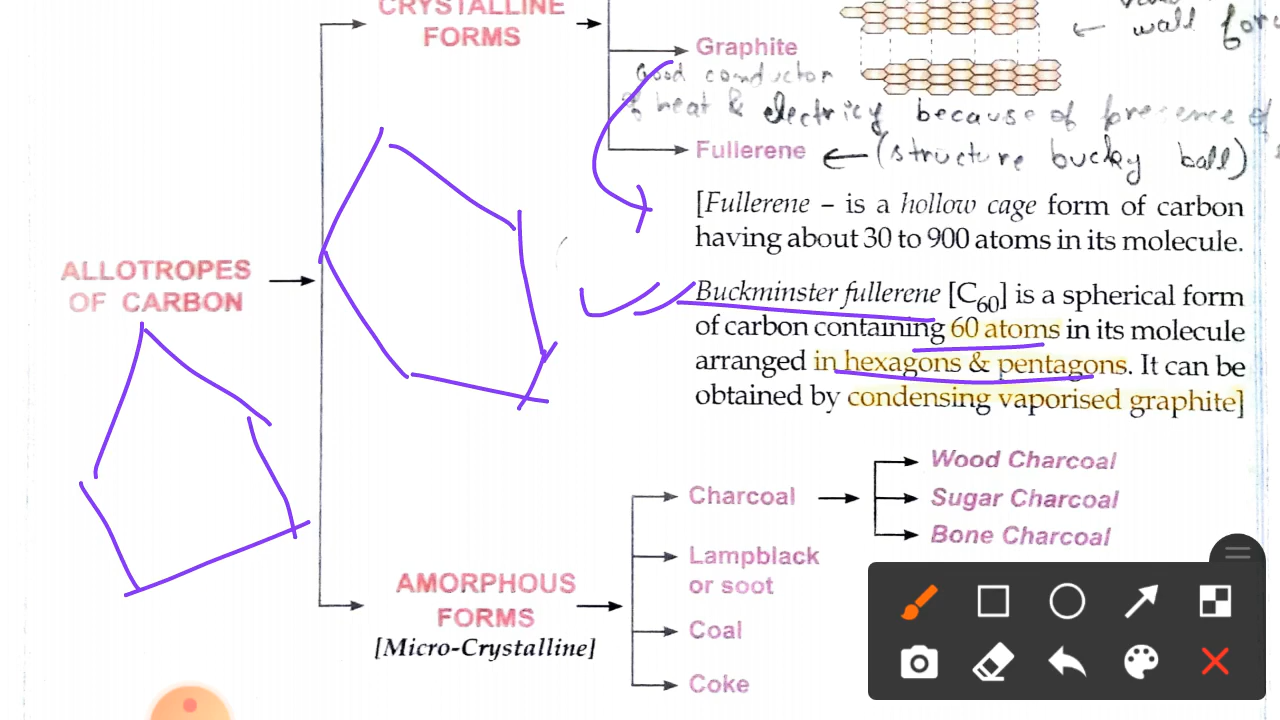 CRYSTALLINE
FORMS
wall
Graphite
Good conductor
of heat & electricity because of presence of
Fullerene ← (structure bucky ball)
[Fullerene – is a hollow cage form of carbon
having about 30 to 900 atoms in its molecule.
ALLOTROPES
OF CARBON
Buckminster fullerene [C60] is a spherical form
of carbon containing 60 atoms in its molecule
arranged in hexagons & pentagons. It can be
obtained by condensing vaporised graphite]
Charcoal
Wood Charcoal
Sugar Charcoal
Bone Charcoal
Lampblack
or soot
AMORPHOUS
FORMS
[Micro-Crystalline]
Coal
Coke